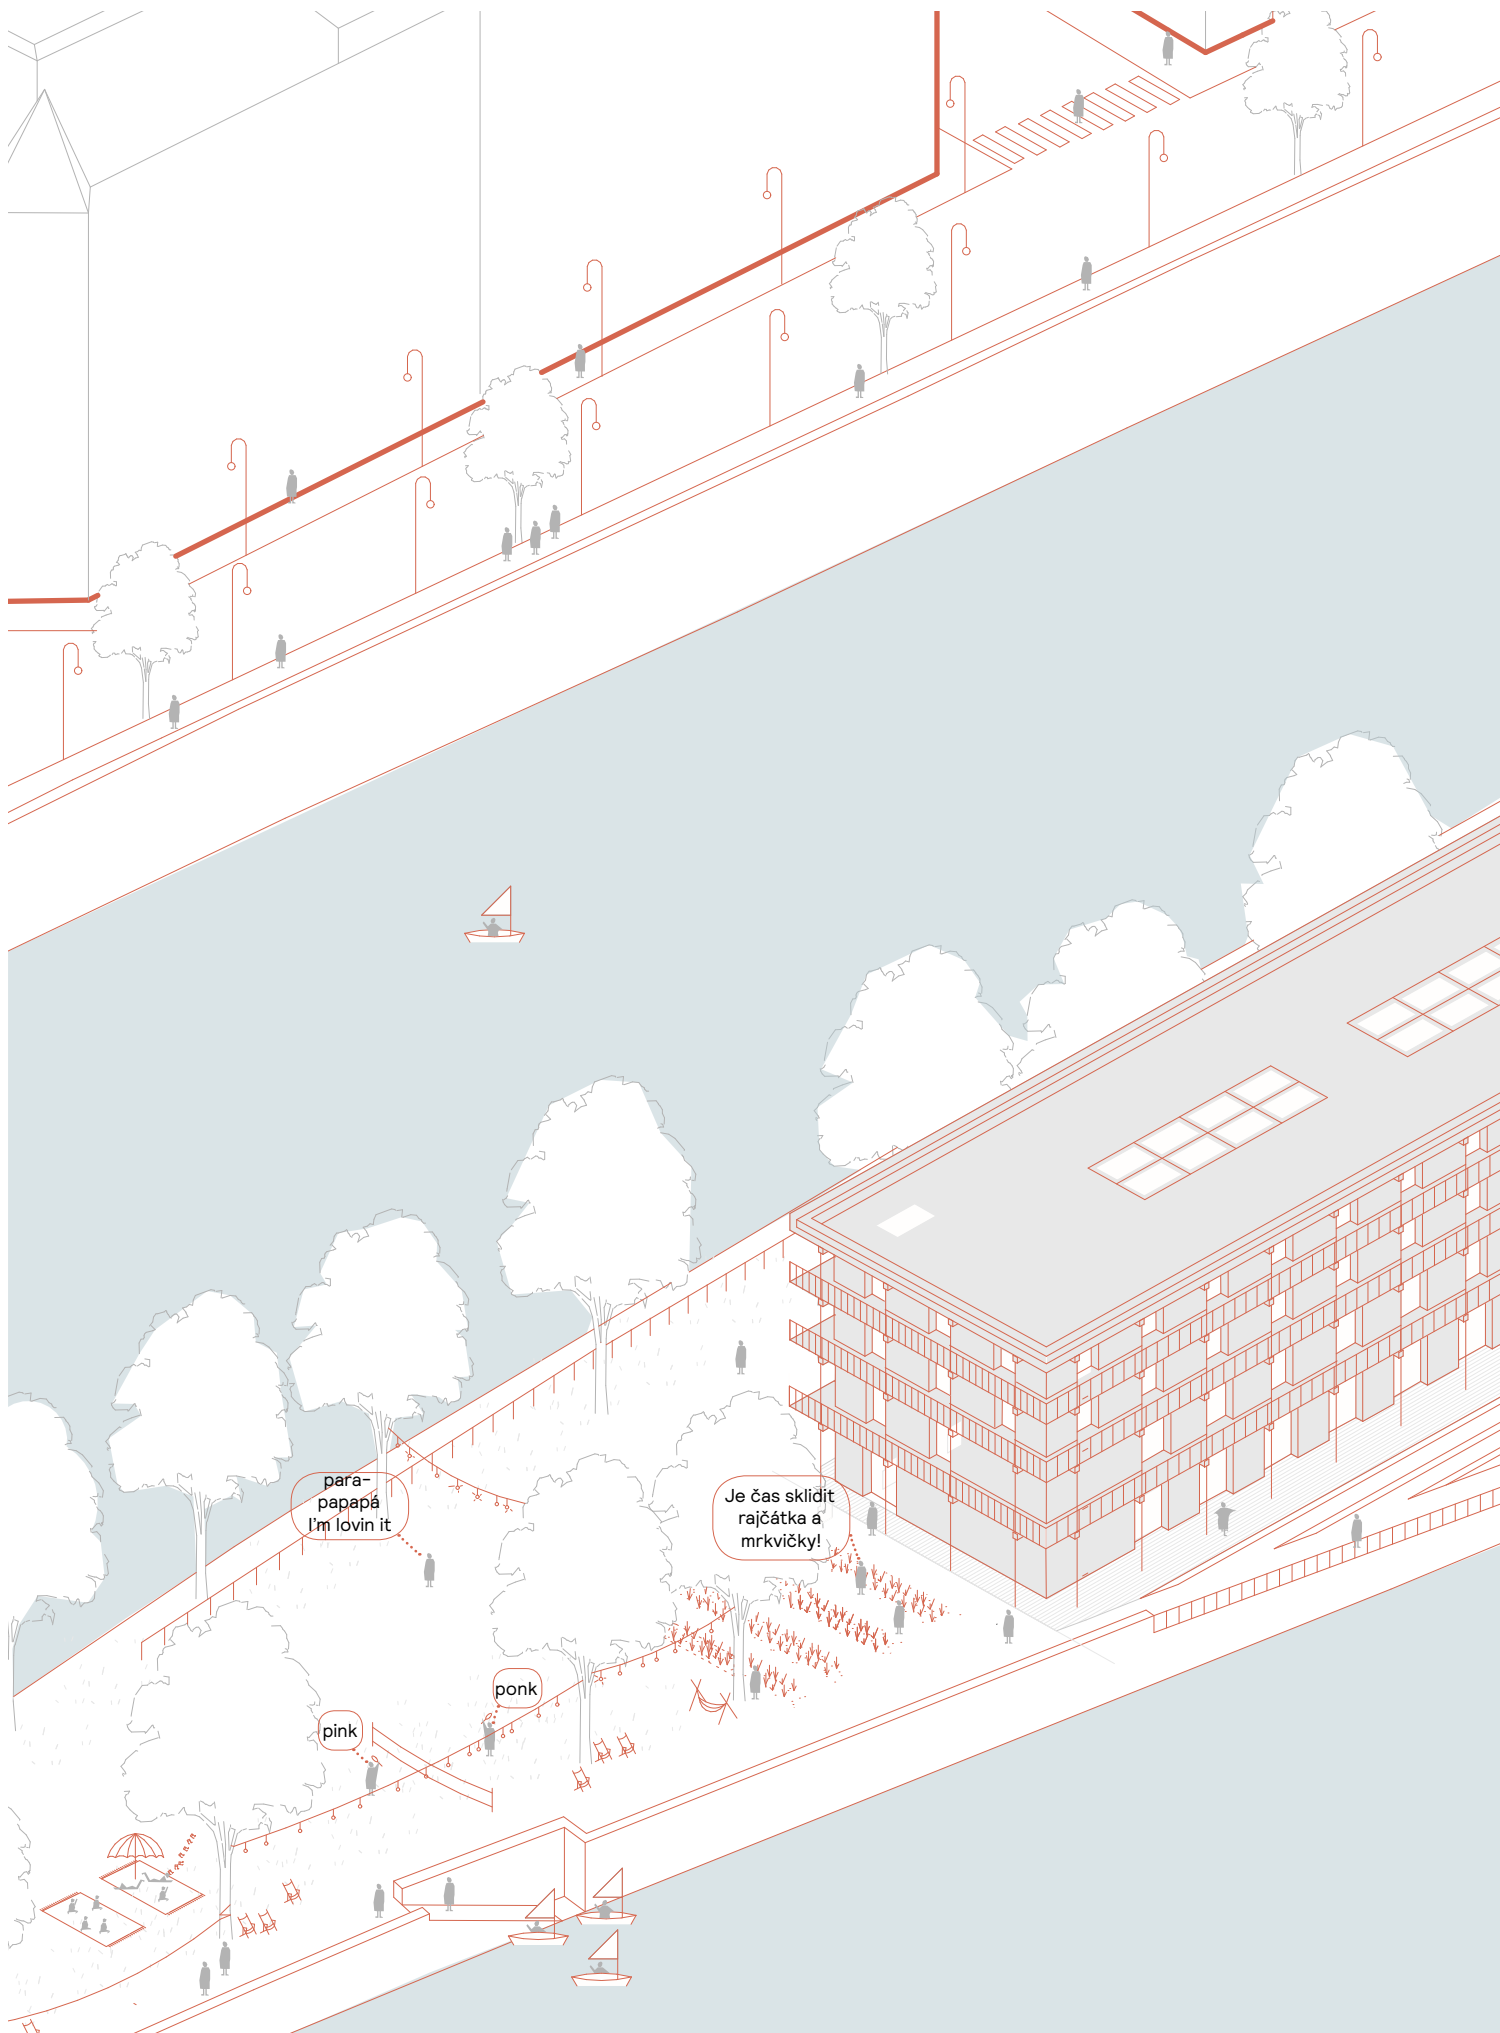 para-
papapá
I'm lovin it
Je čas sklidit
rajčátka a
mrkvičky!
ponk
pink